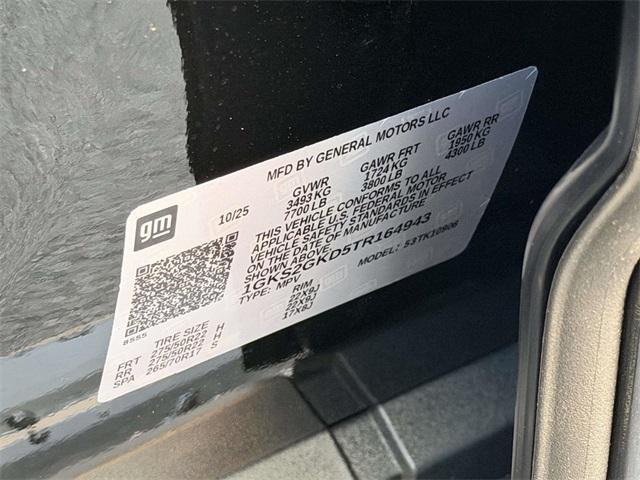 MFD BY GENERAL MOTORS LLC
gm
10/25
GVWR GAWR FRT GAWR RR
3493 KG 1724 KG 1950 KG
7700 LB 3800 LB 4300 LB
THIS VEHICLE CONFORMS TO ALL
APPLICABLE U.S. FEDERAL MOTOR
VEHICLE SAFETY STANDARDS IN EFFECT
ON THE DATE OF MANUFACTURE
1GKS2GKD5TR164943
TYPE: MPV MODEL: 53TK10906
8555
TIRE SIZE RIM
FRT 275/50R22 H 22X9J
RR 275/50R22 H 22X9J
SPA 265/70R17 S 17X8J